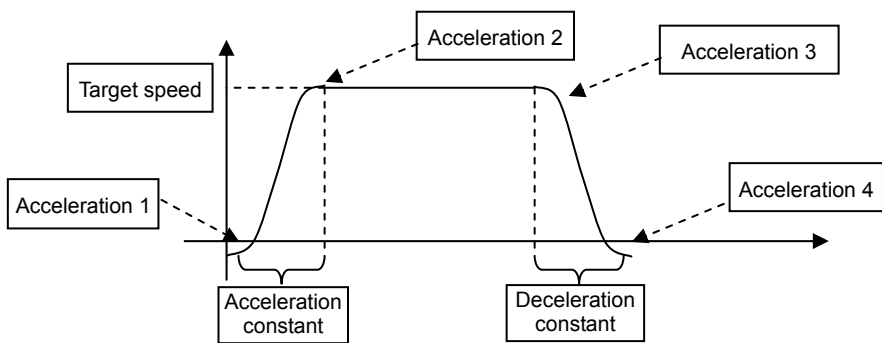 Acceleration 2
Acceleration 3
Target speed
Acceleration 1
Acceleration 4
Acceleration
constant
Deceleration
constant